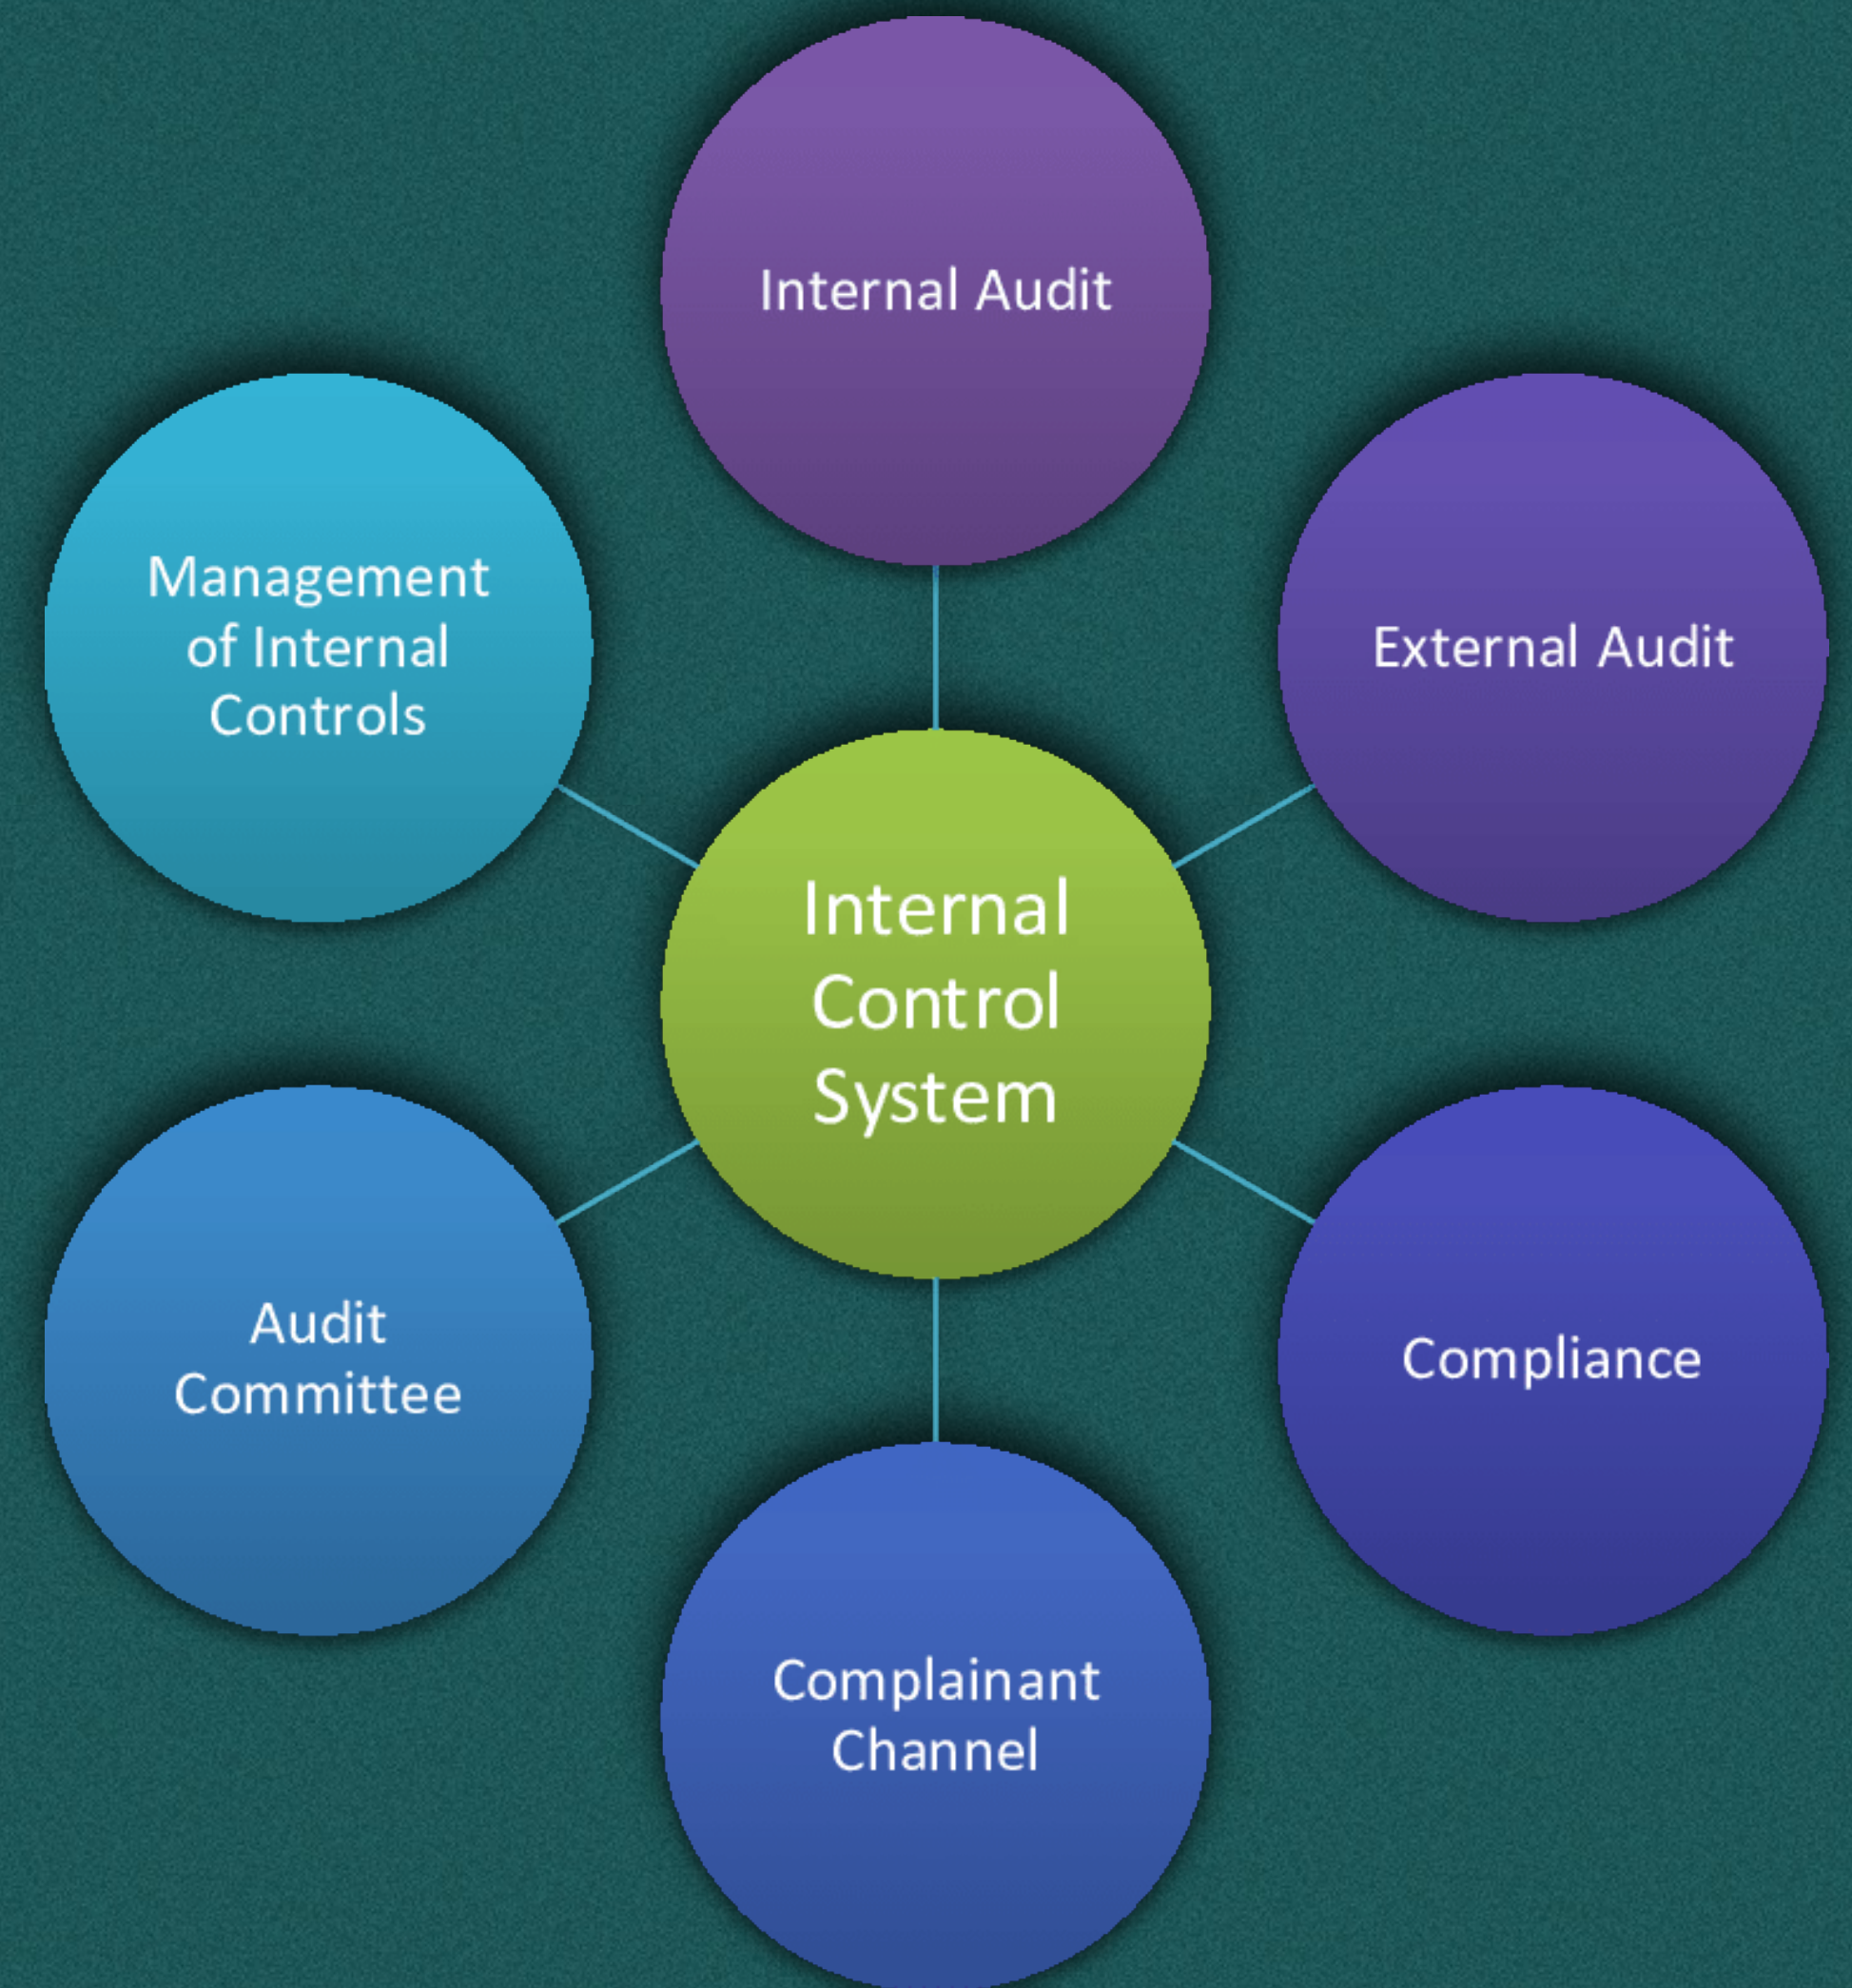 Internal Audit
External Audit
Compliance
Complainant
Channel
Audit
Committee
Management
of Internal
Controls
Internal
Control
System